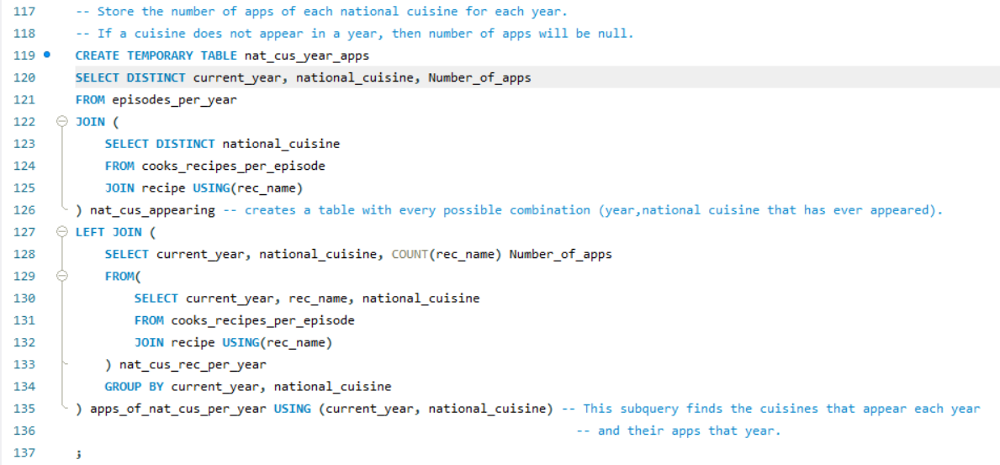 117 -- Store the number of apps of each national cuisine for each year.
118 -- If a cuisine does not appear in a year, then number of apps will be null.
119 CREATE TEMPORARY TABLE nat_cus_year_apps
120 SELECT DISTINCT current_year, national_cuisine, Number_of_apps
121 FROM episodes_per_year
122 JOIN (
123 SELECT DISTINCT national_cuisine
124 FROM cooks_recipes_per_episode
125 JOIN recipe USING(rec_name)
126 ) nat_cus_appearing -- creates a table with every possible combination (year,national cuisine that has ever appeared).
127 LEFT JOIN (
128 SELECT current_year, national_cuisine, COUNT(rec_name) Number_of_apps
129 FROM(
130 SELECT current_year, rec_name, national_cuisine
131 FROM cooks_recipes_per_episode
132 JOIN recipe USING(rec_name)
133 ) nat_cus_rec_per_year
134 GROUP BY current_year, national_cuisine
135 ) apps_of_nat_cus_per_year USING (current_year, national_cuisine) -- This subquery finds the cuisines that appear each year
136 -- and their apps that year.
137 ;